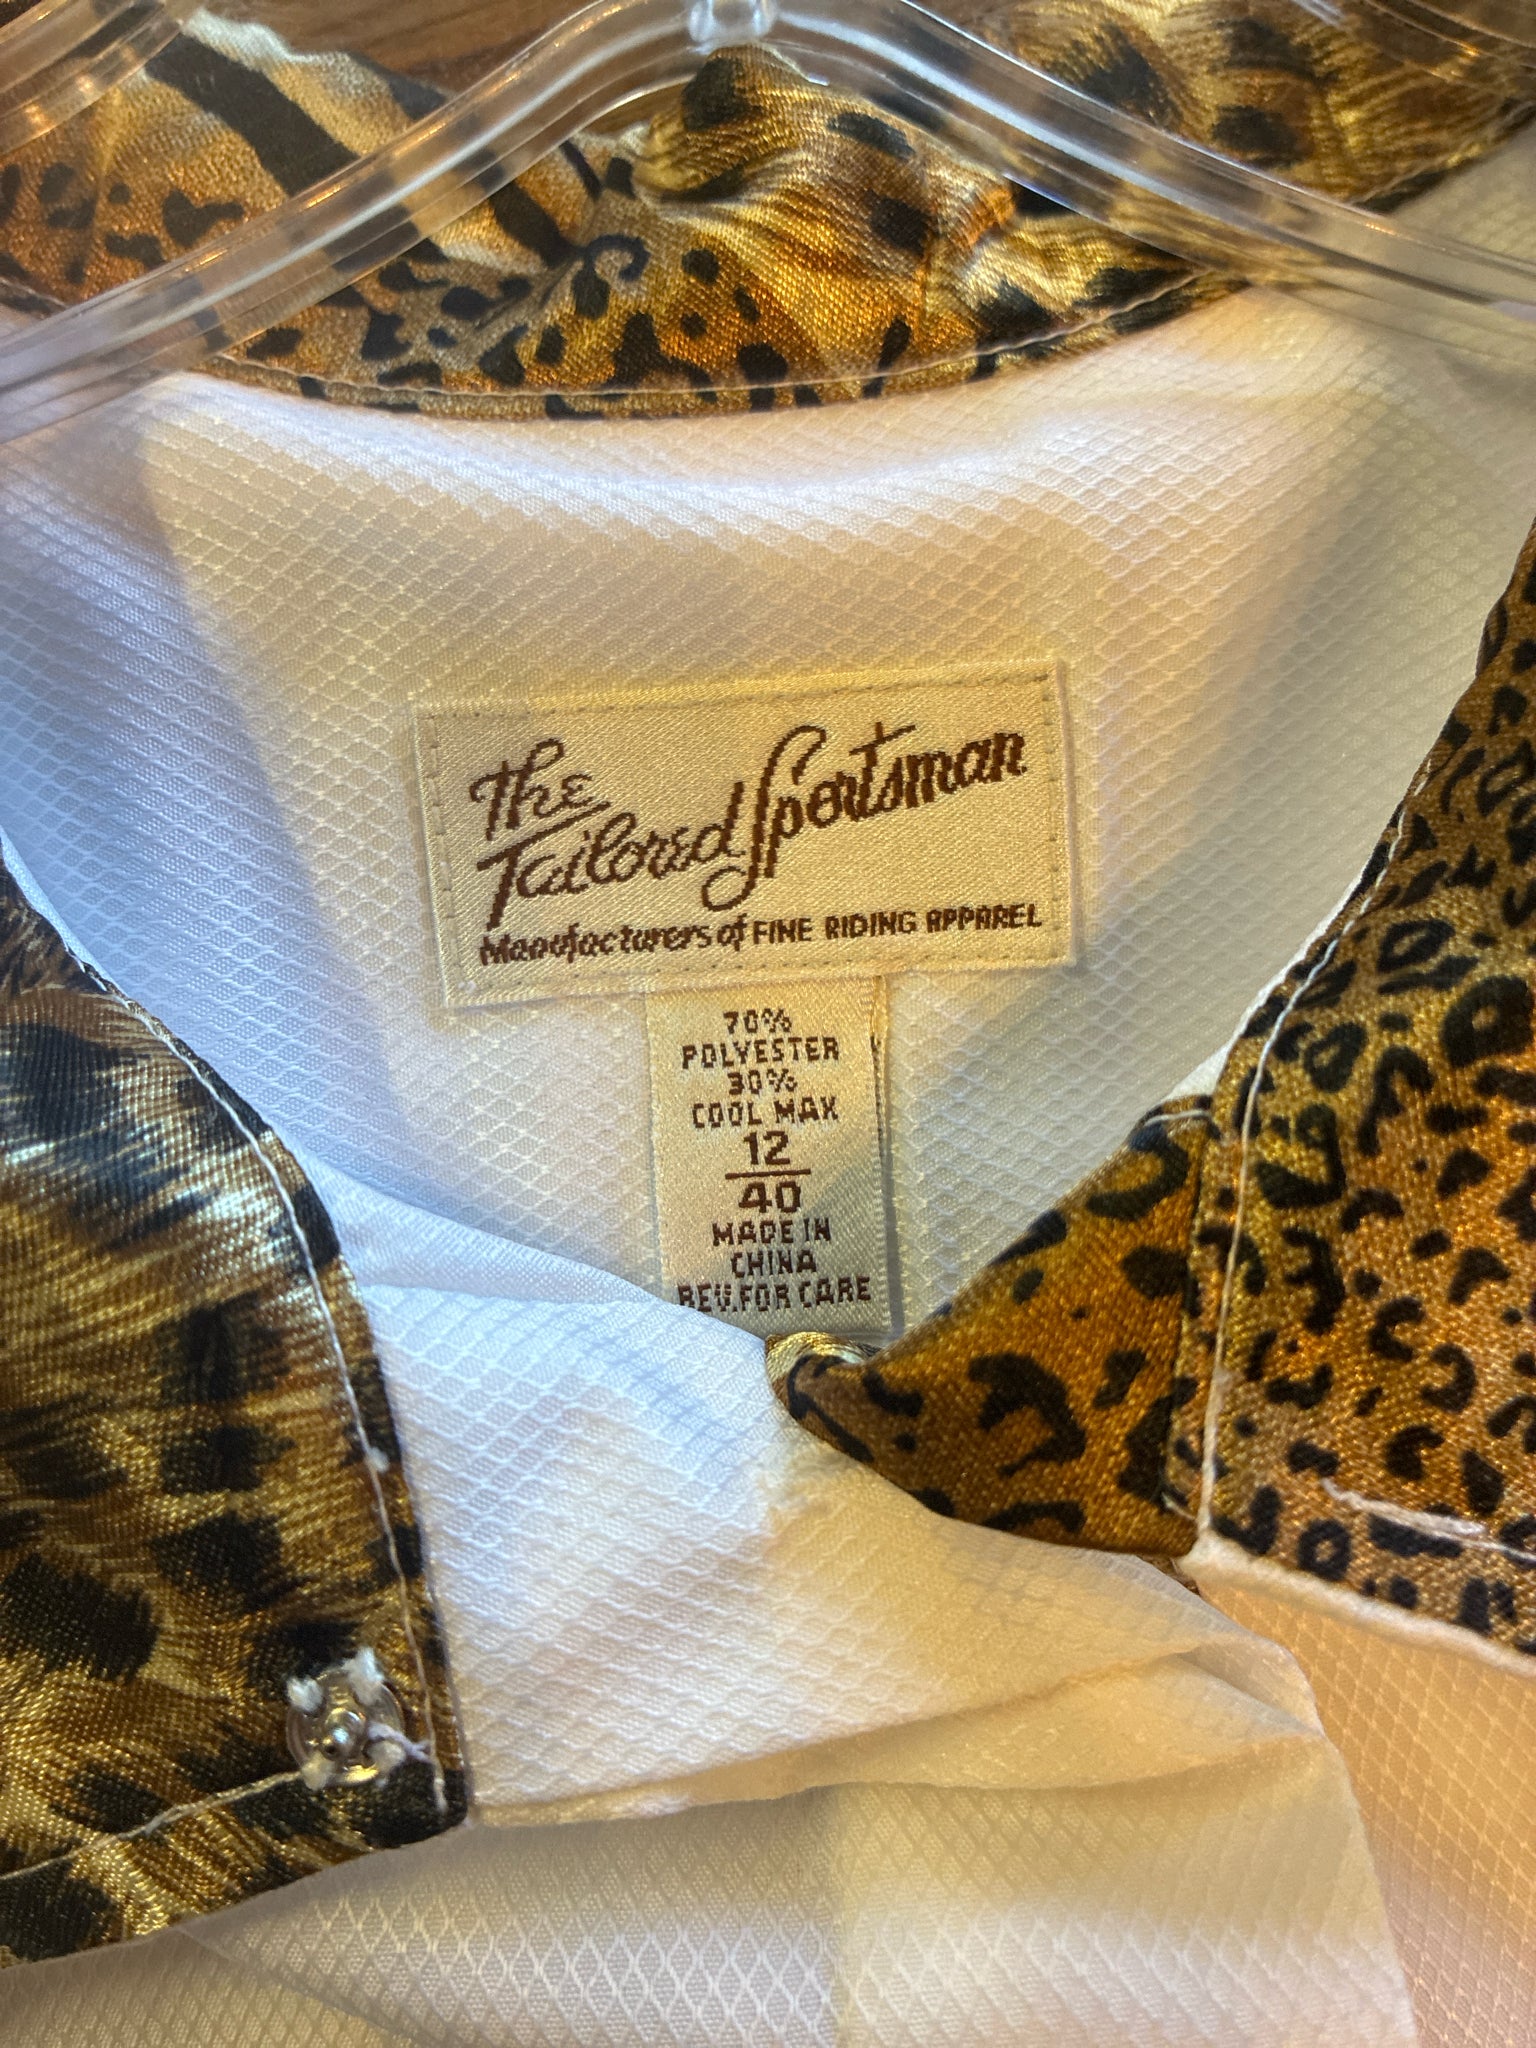 The
Tailored Sportsman
Manufacturers of FINE RIDING APPAREL
70%
POLYESTER
30%
COOL MAX
12
40
MADE IN
CHINA
REV. FOR CARE